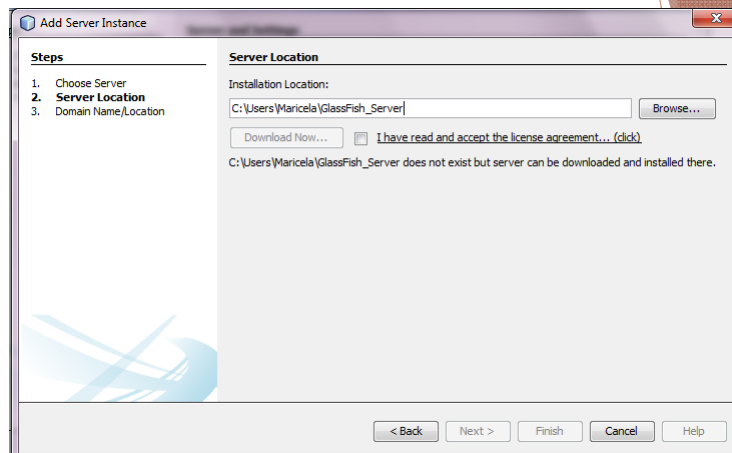 Add Server Instance
Steps
1. Choose Server
2. Server Location
3. Domain Name/Location
Server Location
Installation Location:
C:\Users\Maricela\GlassFish_Server
Browse...
Download Now...
I have read and accept the license agreement... (click)
C:\Users\Maricela\GlassFish_Server does not exist but server can be downloaded and installed there.
< Back
Next >
Finish
Cancel
Help